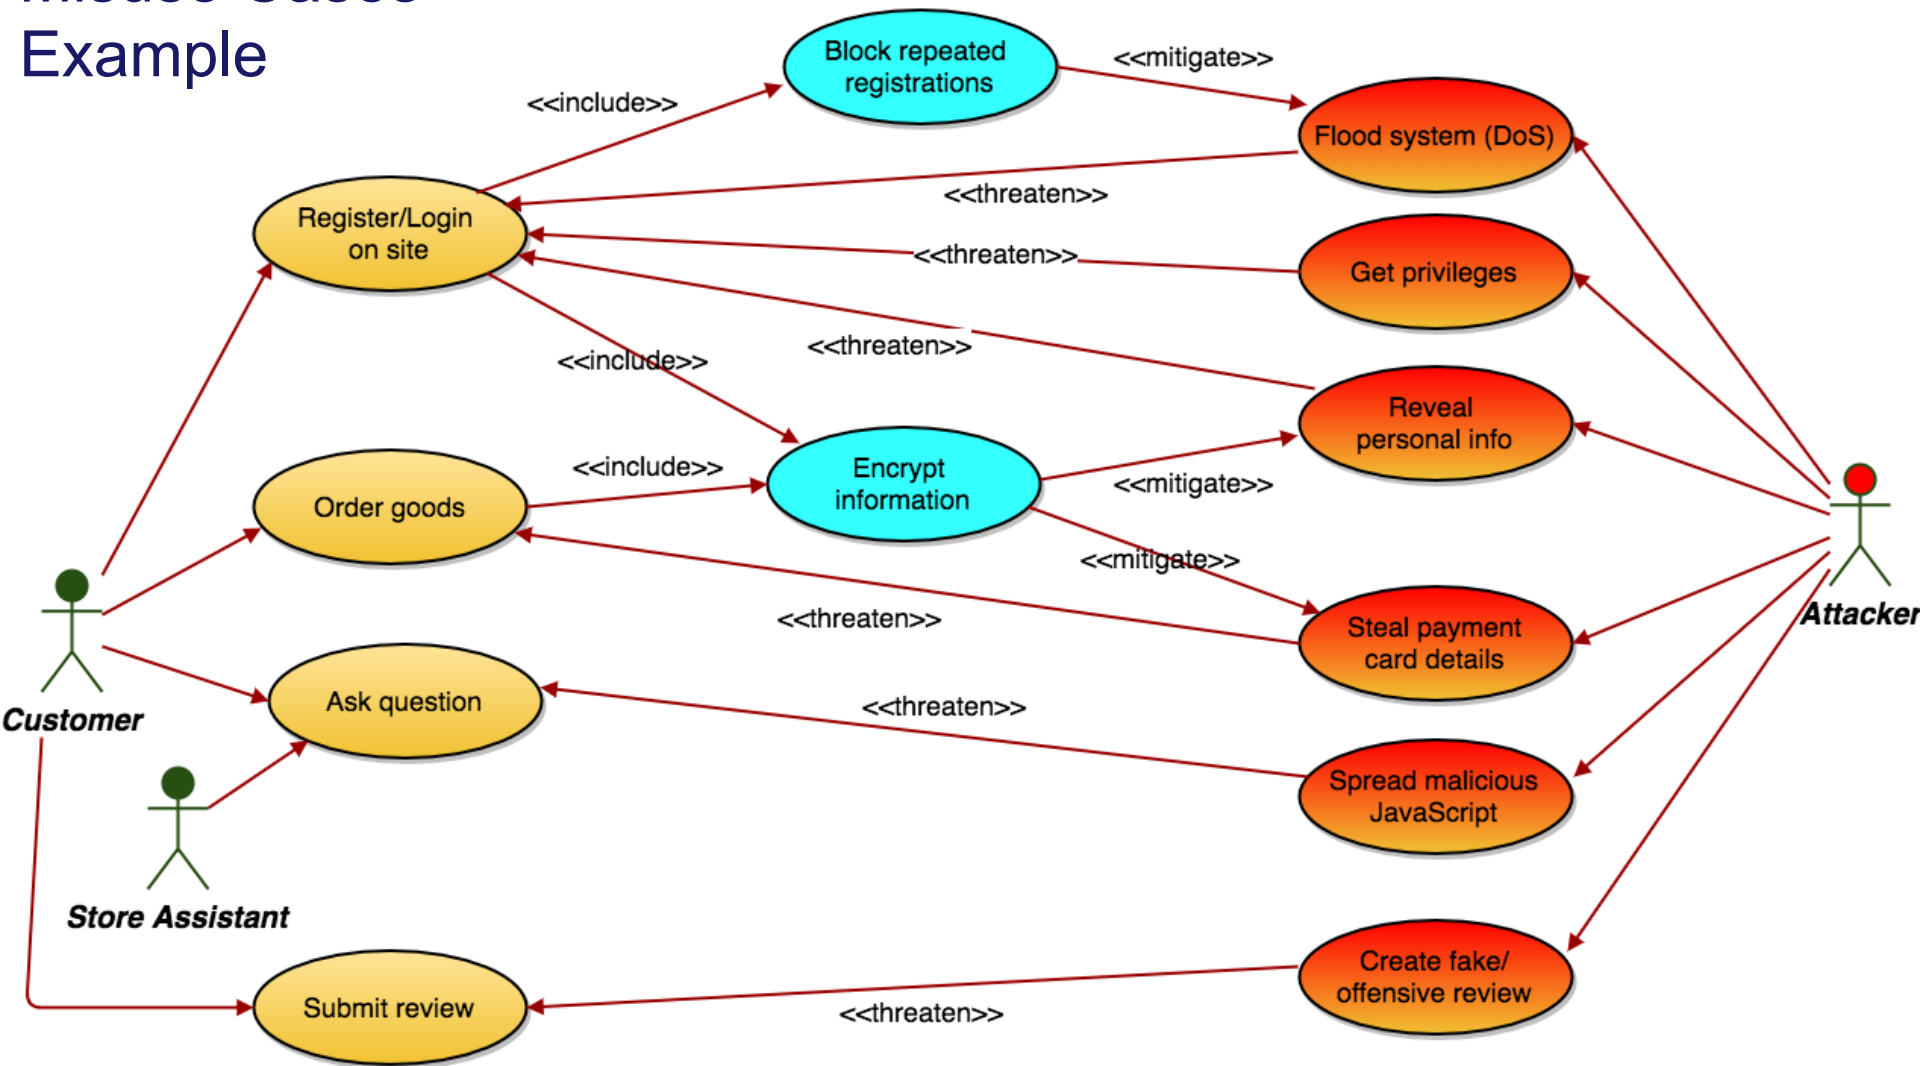 Example
Block repeated
registrations
<<mitigate>>
<<include>>
Flood system (DoS)
<<threaten>>
Register/Login
on site
<<threaten>>
Get privileges
<<threaten>>
<<include>>
Reveal
personal info
<<include>>
Encrypt
information
<<mitigate>>
Order goods
<<mitigate>>
Attacker
<<threaten>>
Steal payment
card details
Ask question
<<threaten>>
Customer
Spread malicious
JavaScript
Store Assistant
Create fake/
offensive review
Submit review
<<threaten>>